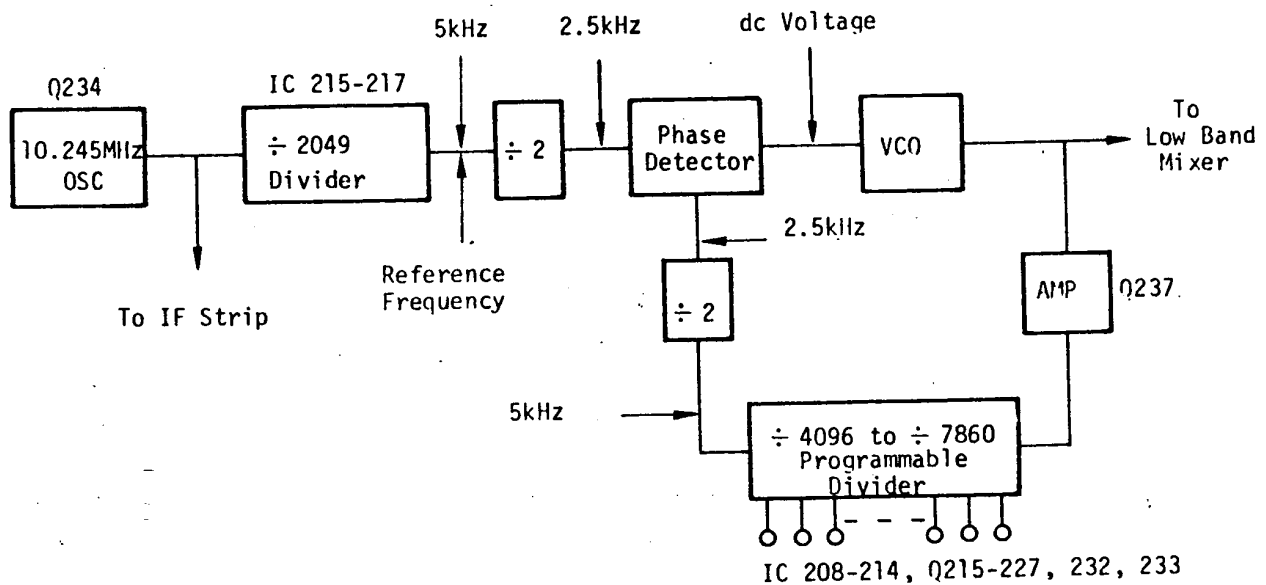 5kHz
2.5kHz
dc Voltage
Q234
IC 215-217
10.245MHz
OSC
÷ 2049
Divider
÷ 2
Phase
Detector
VCO
To
Low Band
Mixer
2.5kHz
Reference
Frequency
To IF Strip
÷ 2
AMP
Q237
5kHz
÷ 4096 to ÷ 7860
Programmable
Divider
IC 208-214, Q215-227, 232, 233